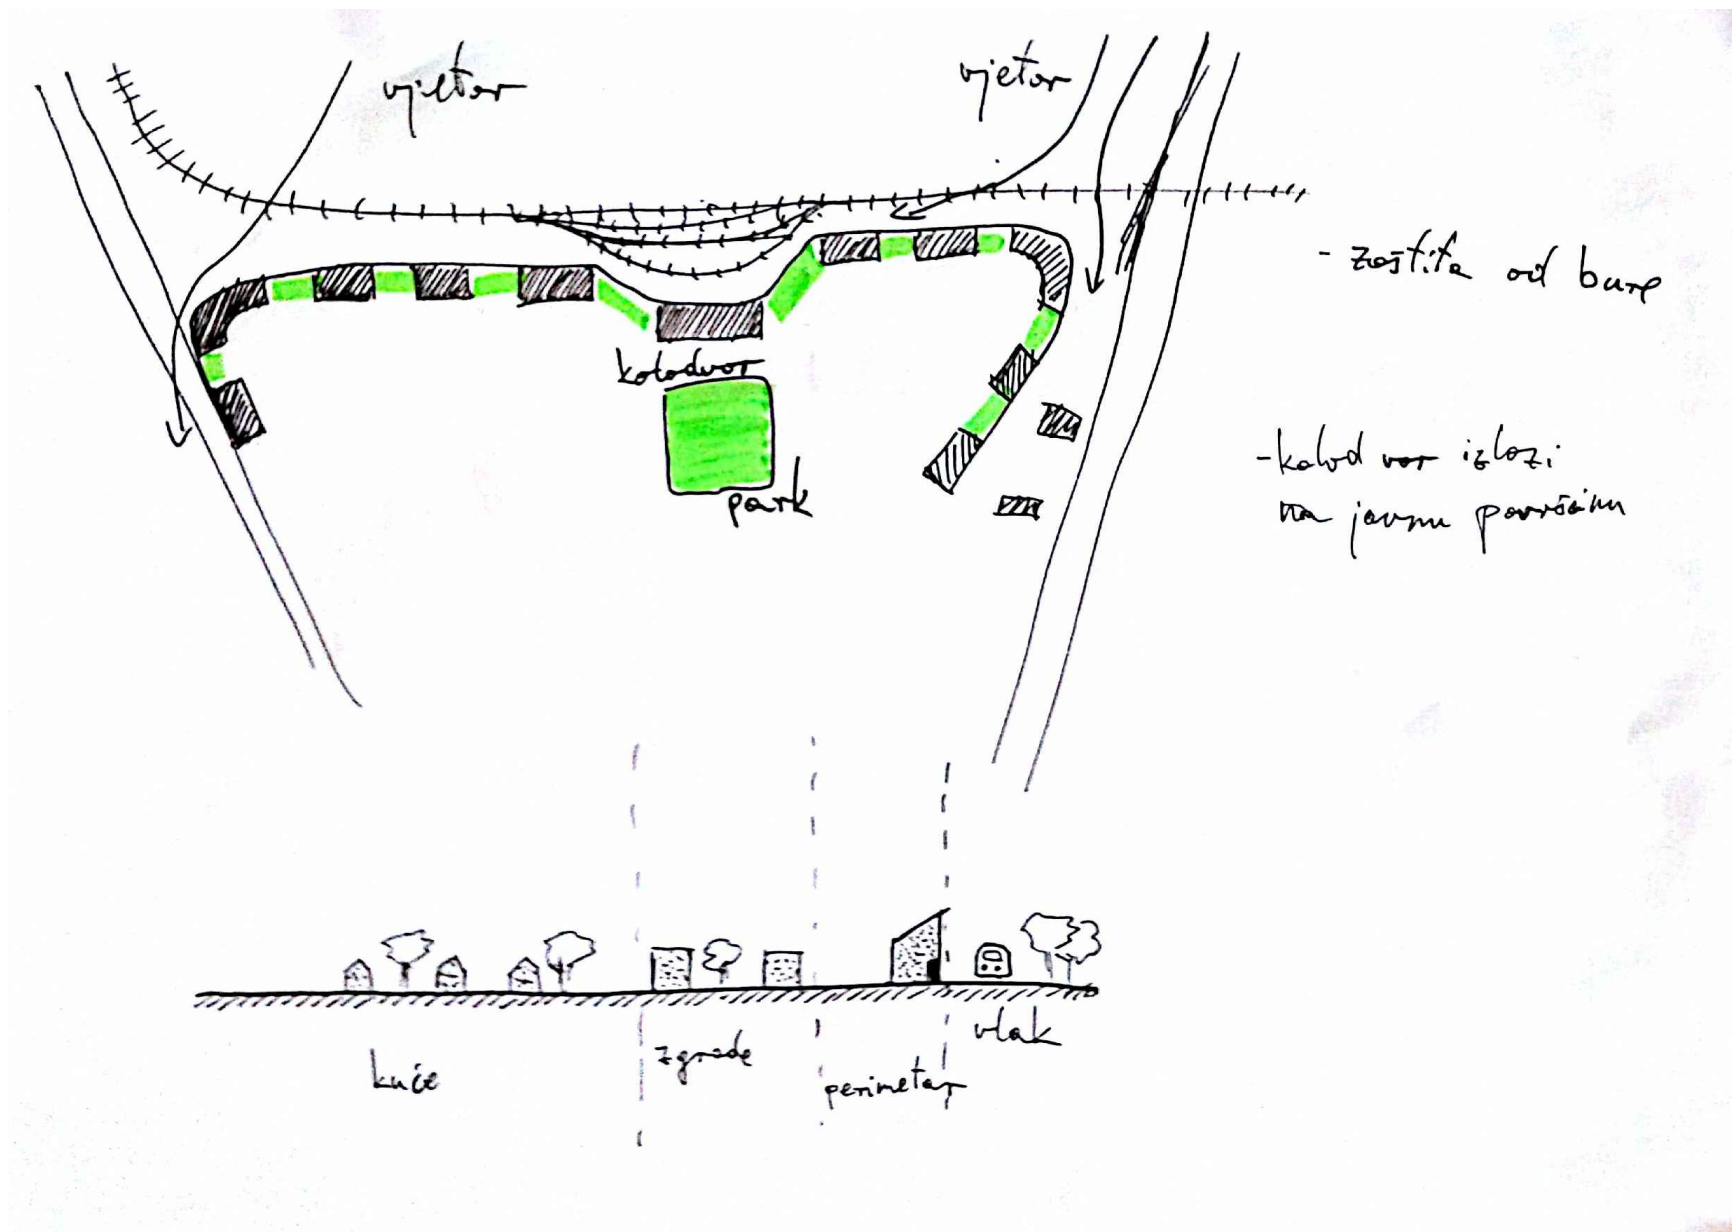 vjetar
vjetar
- zaštita od bure
kolodvor
park
- kolodvor izlazi
na javnu površinu
vlak
zgrade
kuće
perimetar